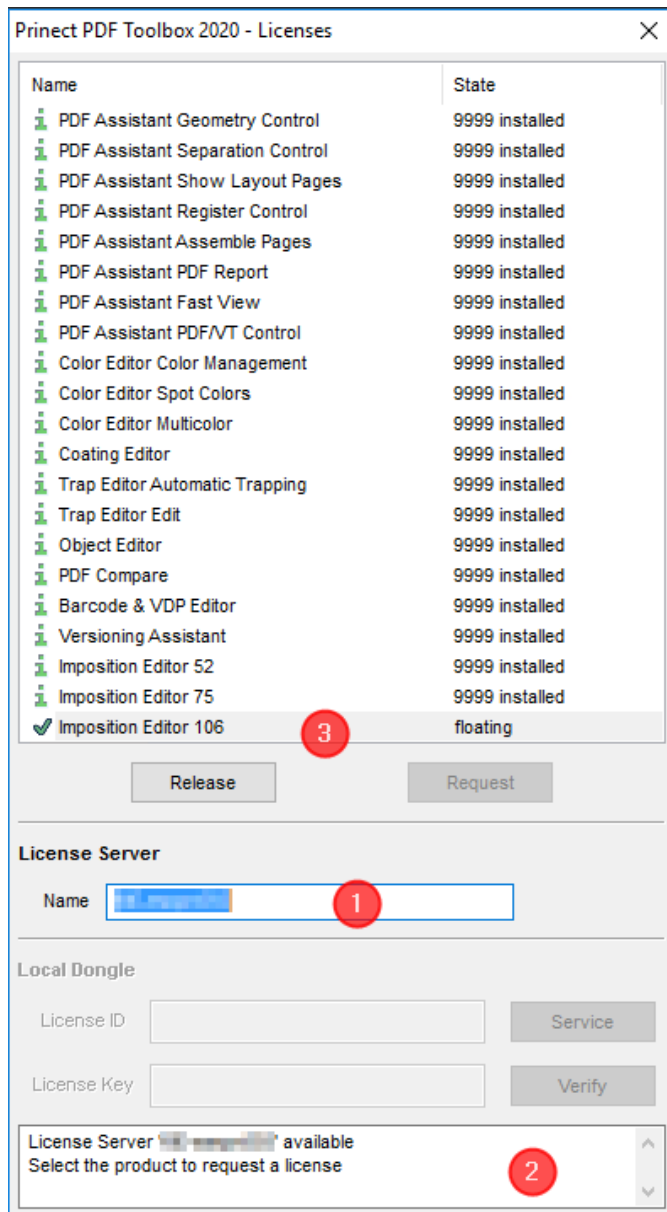 Prinect PDF Toolbox 2020 - Licenses
Name State
PDF Assistant Geometry Control 9999 installed
PDF Assistant Separation Control 9999 installed
PDF Assistant Show Layout Pages 9999 installed
PDF Assistant Register Control 9999 installed
PDF Assistant Assemble Pages 9999 installed
PDF Assistant PDF Report 9999 installed
PDF Assistant Fast View 9999 installed
PDF Assistant PDF/VT Control 9999 installed
Color Editor Color Management 9999 installed
Color Editor Spot Colors 9999 installed
Color Editor Multicolor 9999 installed
Coating Editor 9999 installed
Trap Editor Automatic Trapping 9999 installed
Trap Editor Edit 9999 installed
Object Editor 9999 installed
PDF Compare 9999 installed
Barcode & VDP Editor 9999 installed
Versioning Assistant 9999 installed
Imposition Editor 52 9999 installed
Imposition Editor 75 9999 installed
Imposition Editor 106 3 floating
Release Request
License Server
Name 1
Local Dongle
License ID Service
License Key Verify
License Server ' ' available
Select the product to request a license 2